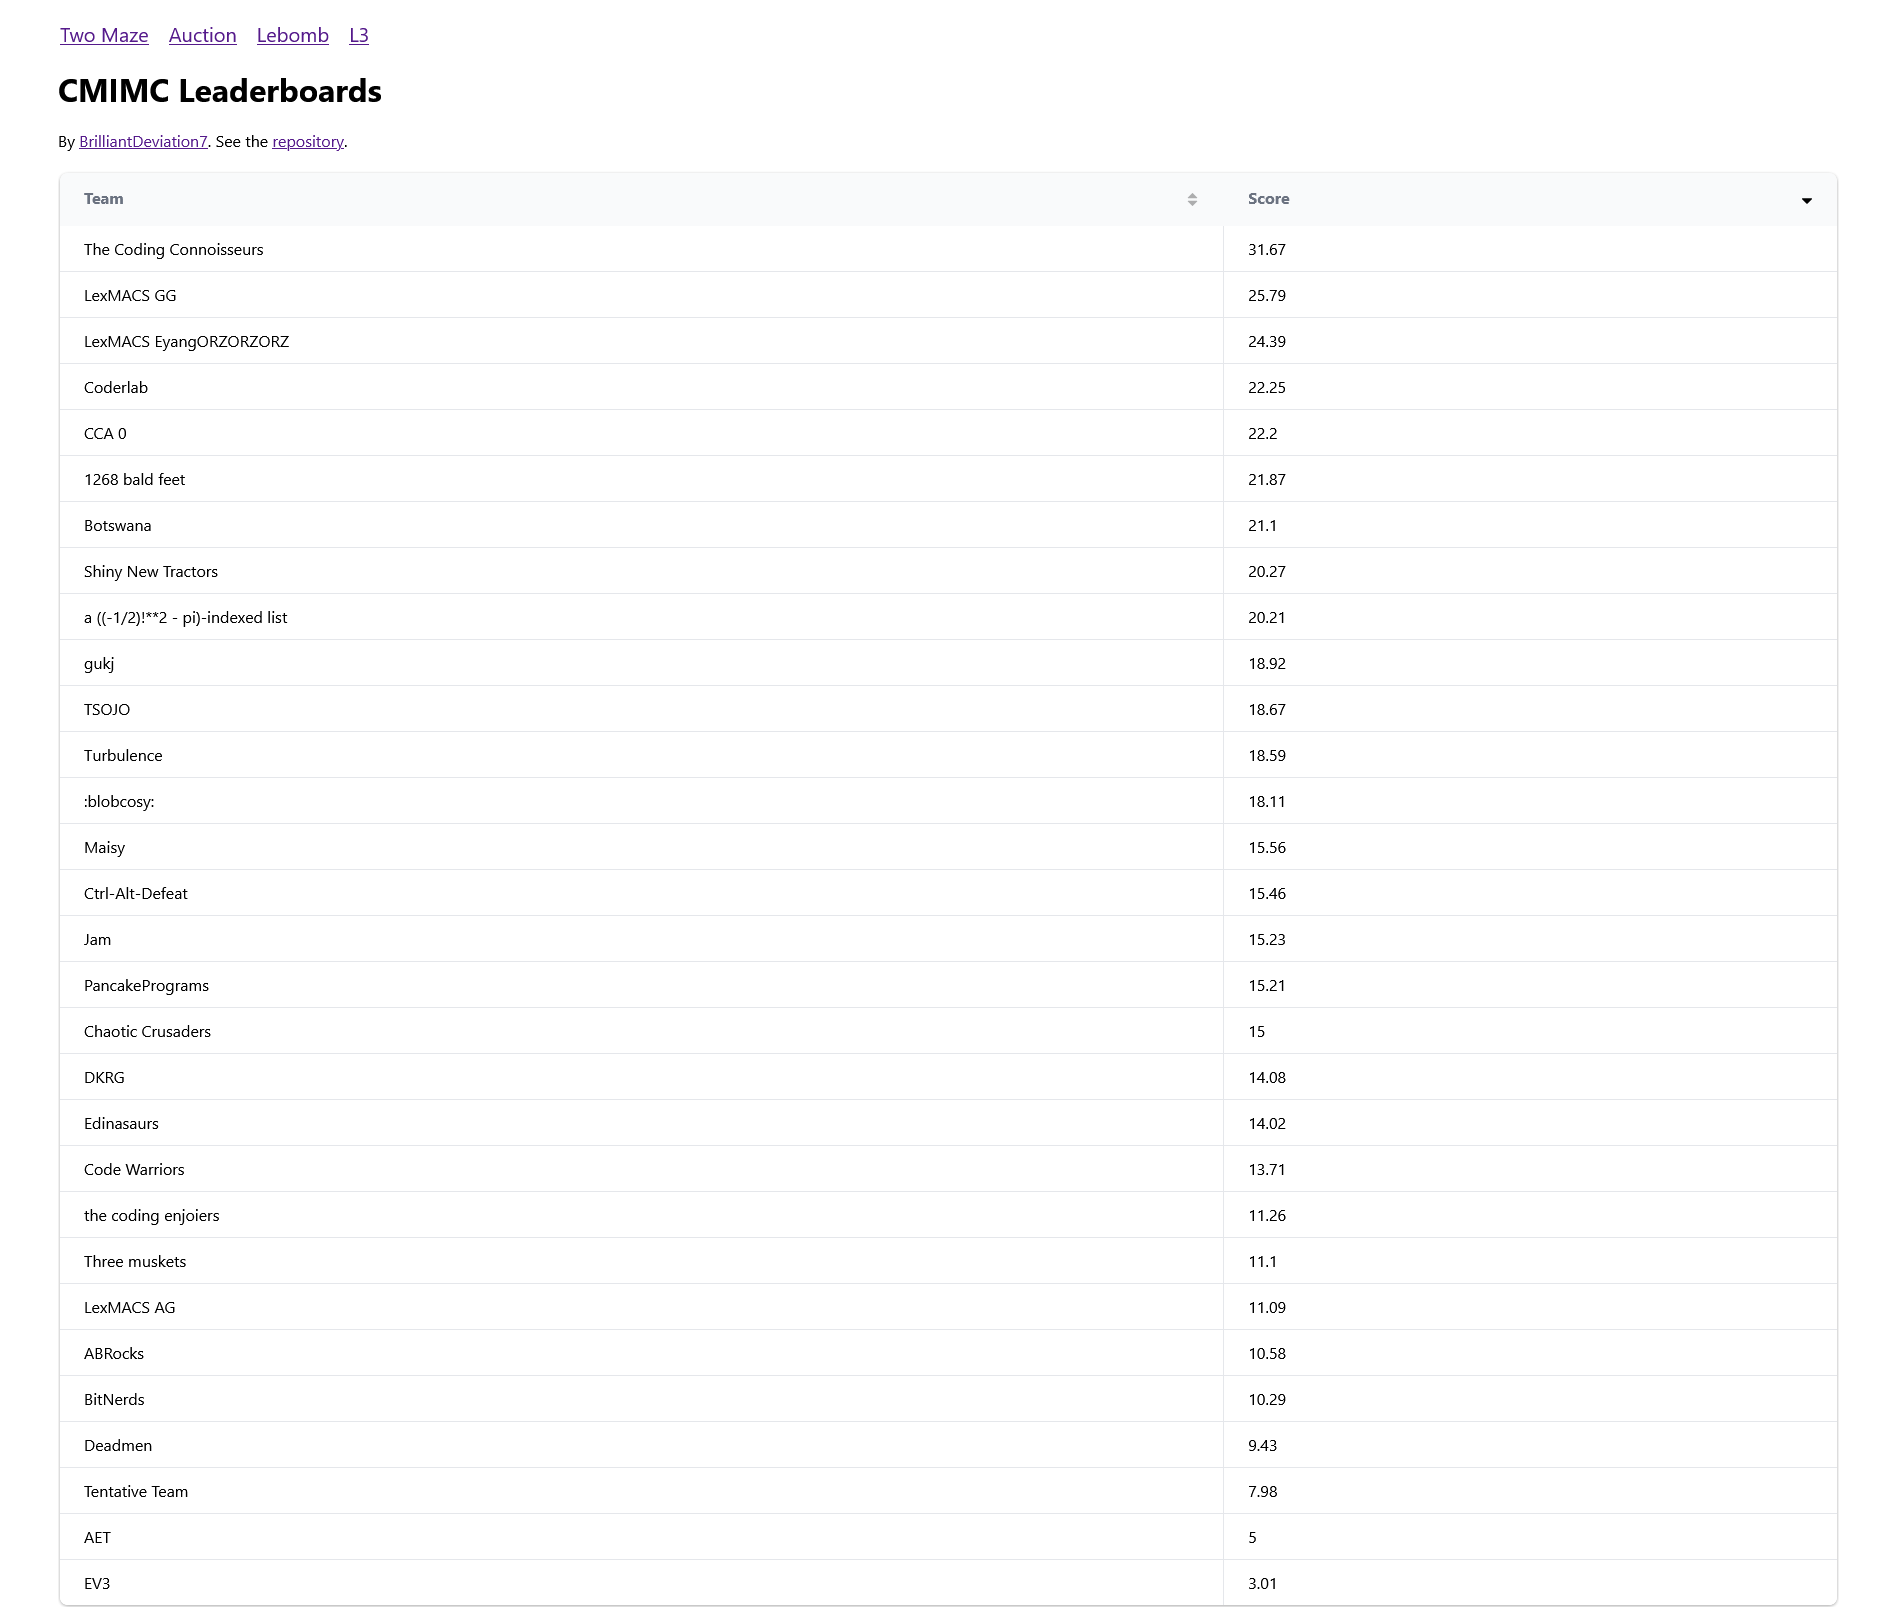 Two Maze Auction Lebomb L3
CMIMC Leaderboards
By BrilliantDeviation7. See the repository.
Team Score
The Coding Connoisseurs 31.67
LexMACS GG 25.79
LexMACS EyangORZORZORZ 24.39
Coderlab 22.25
CCA 0 22.2
1268 bald feet 21.87
Botswana 21.1
Shiny New Tractors 20.27
a ((-1/2)!**2 - pi)-indexed list 20.21
gukj 18.92
TSOJO 18.67
Turbulence 18.59
:blobcosy: 18.11
Maisy 15.56
Ctrl-Alt-Defeat 15.46
Jam 15.23
PancakePrograms 15.21
Chaotic Crusaders 15
DKRG 14.08
Edinasaurs 14.02
Code Warriors 13.71
the coding enjoiers 11.26
Three muskets 11.1
LexMACS AG 11.09
ABRocks 10.58
BitNerds 10.29
Deadmen 9.43
Tentative Team 7.98
AET 5
EV3 3.01